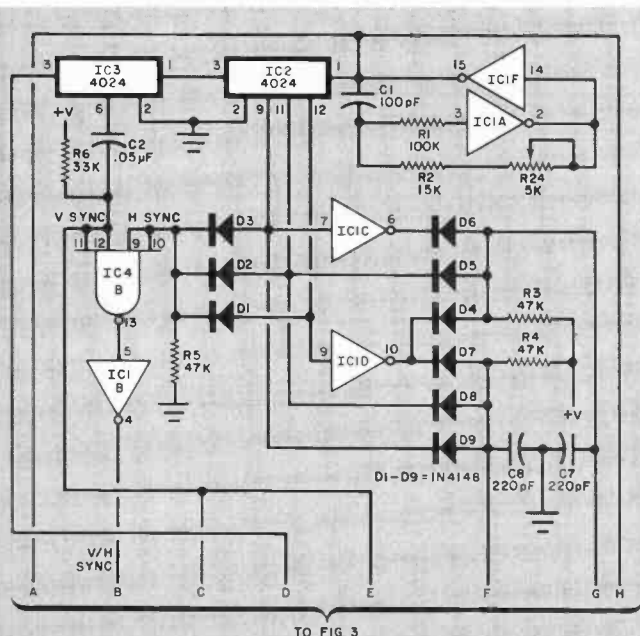 3 IC3 4024 1
6 2
3 IC2 4024 1
2 9 11 12
15 IC1F 14
C1 100pF
3 IC1A 2
R1 100K
R2 15K
R24 5K
+V
R6 33K
C2 .05µF
V SYNC
H SYNC
11 12 9 10
IC4 B
13
5
IC1 B
4
R5 47K
D3
D2
D1
7 IC1C 6
9 IC1D 10
D6
D5
D4
D7
D8
D9
R3 47K
R4 47K
+V
D1-D9=1N4148
C8 220pF
C7 220pF
V/H SYNC
A B C D E F G H
TO FIG 3